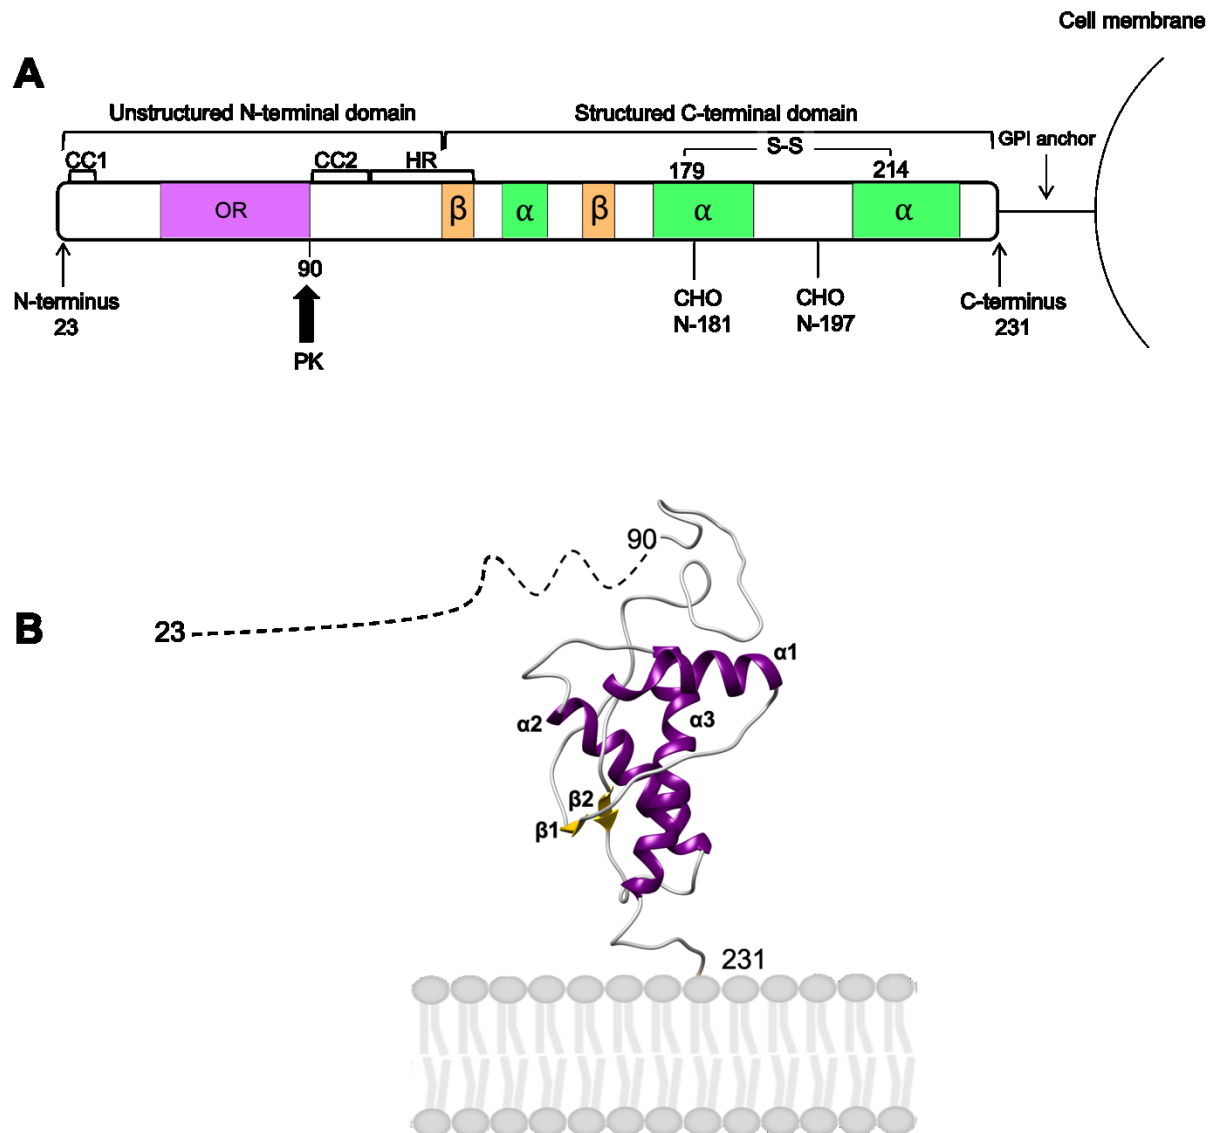 Cell membrane
A
Unstructured N-terminal domain
Structured C-terminal domain
GPI anchor
S-S
CC1
CC2
HR
179
214
OR
β
α
β
α
α
90
PK
N-terminus
23
CHO
N-181
CHO
N-197
C-terminus
231
B
23
90
α1
α2
α3
β2
β1
231